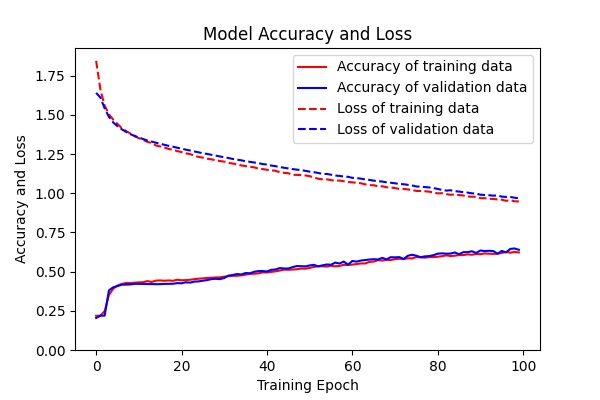 Model Accuracy and Loss
Accuracy of training data
Accuracy of validation data
Loss of training data
Loss of validation data
Accuracy and Loss
1.75
1.50
1.25
1.00
0.75
0.50
0.25
0.00
0 20 40 60 80 100
Training Epoch